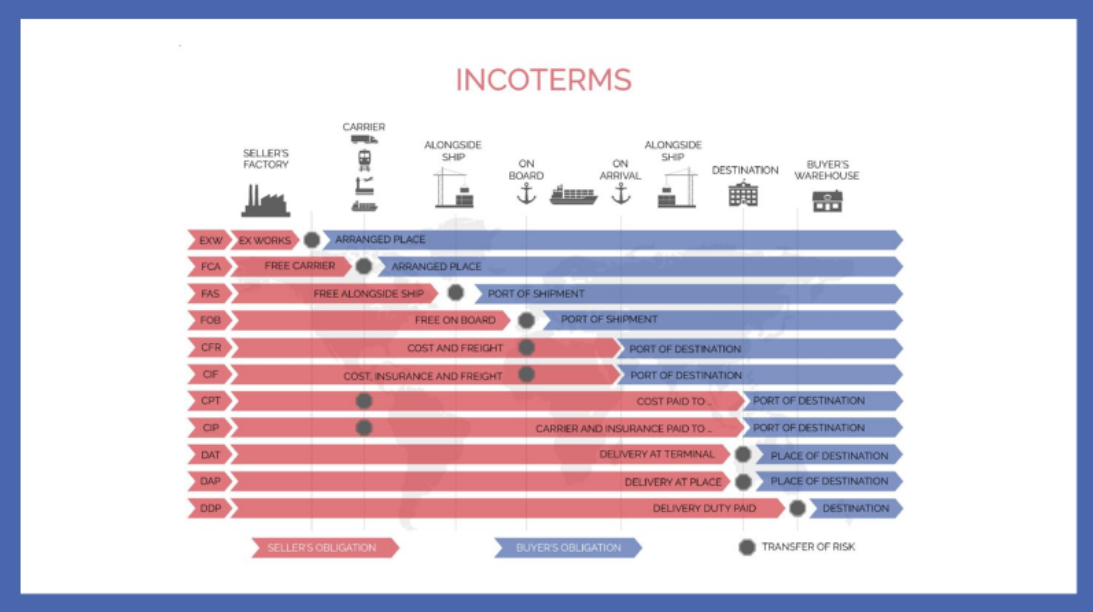 INCOTERMS
CARRIER
SELLER'S
FACTORY
ALONGSIDE
SHIP
ON
BOARD
ON
ARRIVAL
ALONGSIDE
SHIP
DESTINATION
BUYER'S
WAREHOUSE
EXW EX WORKS ARRANGED PLACE
FCA FREE CARRIER ARRANGED PLACE
FAS FREE ALONGSIDE SHIP PORT OF SHIPMENT
FOB FREE ON BOARD PORT OF SHIPMENT
CFR COST AND FREIGHT PORT OF DESTINATION
CIF COST, INSURANCE AND FREIGHT PORT OF DESTINATION
CPT COST PAID TO ... PORT OF DESTINATION
CIP CARRIER AND INSURANCE PAID TO ... PORT OF DESTINATION
DAT DELIVERY AT TERMINAL PLACE OF DESTINATION
DAP DELIVERY AT PLACE PLACE OF DESTINATION
DDP DELIVERY DUTY PAID DESTINATION
SELLER'S OBLIGATION BUYER'S OBLIGATION TRANSFER OF RISK